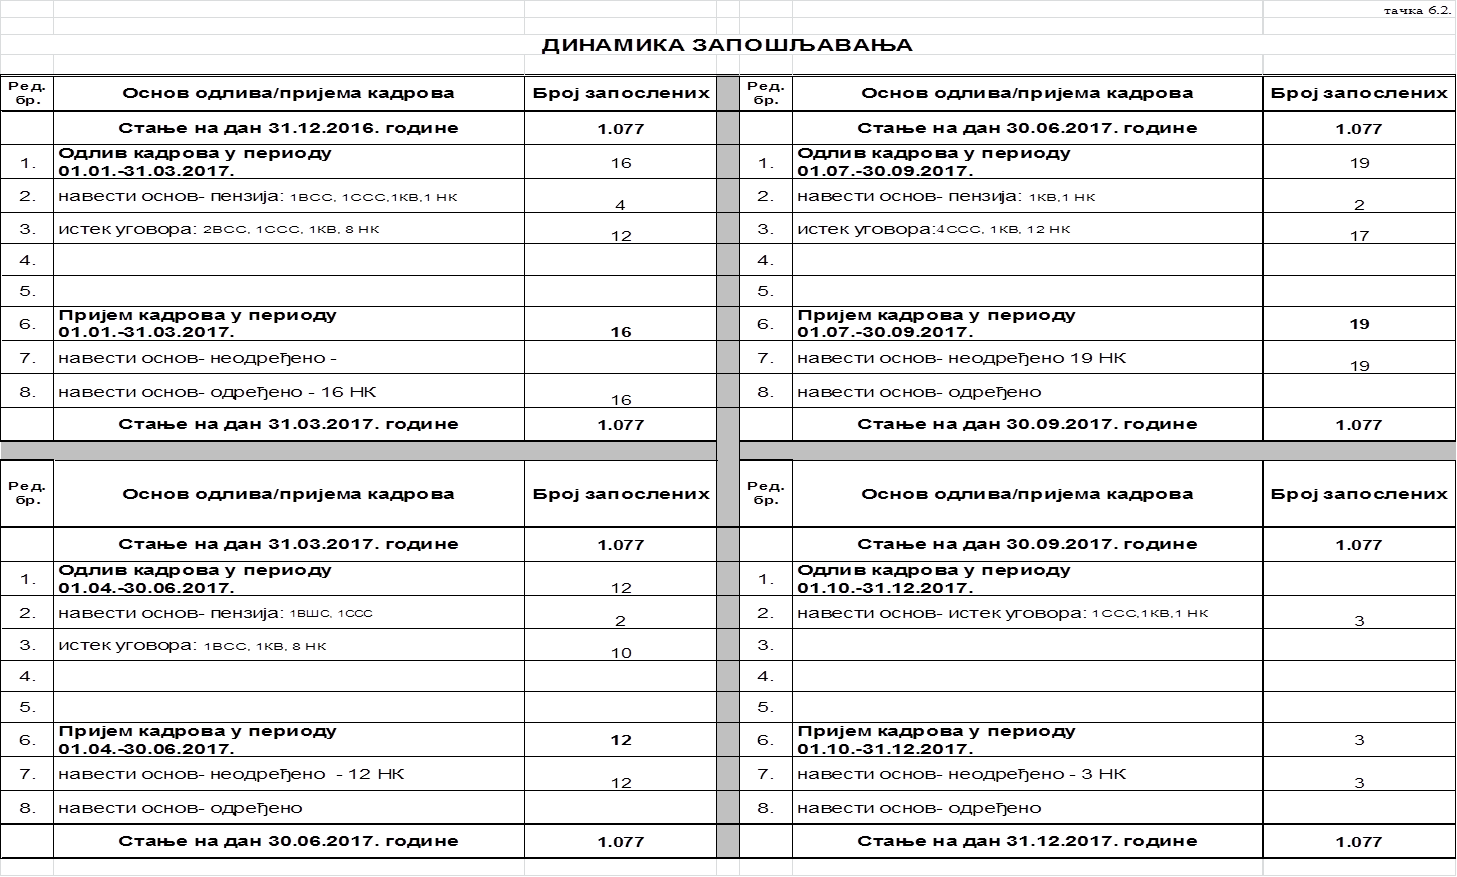 тачка 6.2.
ДИНАМИКА ЗАПОШЉАВАЊА
Ред. бр. Основ одлива/пријема кадрова Број запослених
Стање на дан 31.12.2016. године 1.077
1. Одлив кадрова у периоду 01.01.-31.03.2017. 16
2. навести основ- пензија: 1ВСС, 1ССС,1КВ,1 НК 4
3. истек уговора: 2ВСС, 1ССС, 1КВ, 8 НК 12
4.
5.
6. Пријем кадрова у периоду 01.01.-31.03.2017. 16
7. навести основ- неодређено -
8. навести основ- одређено - 16 НК 16
Стање на дан 31.03.2017. године 1.077
Ред. бр. Основ одлива/пријема кадрова Број запослених
Стање на дан 30.06.2017. године 1.077
1. Одлив кадрова у периоду 01.07.-30.09.2017. 19
2. навести основ- пензија: 1КВ,1 НК 2
3. истек уговора:4ССС, 1КВ, 12 НК 17
4.
5.
6. Пријем кадрова у периоду 01.07.-30.09.2017. 19
7. навести основ- неодређено 19 НК 19
8. навести основ- одређено
Стање на дан 30.09.2017. године 1.077
Ред. бр. Основ одлива/пријема кадрова Број запослених
Стање на дан 31.03.2017. године 1.077
1. Одлив кадрова у периоду 01.04.-30.06.2017. 12
2. навести основ- пензија: 1ВШС, 1ССС 2
3. истек уговора: 1ВСС, 1КВ, 8 НК 10
4.
5.
6. Пријем кадрова у периоду 01.04.-30.06.2017. 12
7. навести основ- неодређено - 12 НК 12
8. навести основ- одређено
Стање на дан 30.06.2017. године 1.077
Ред. бр. Основ одлива/пријема кадрова Број запослених
Стање на дан 30.09.2017. године 1.077
1. Одлив кадрова у периоду 01.10.-31.12.2017.
2. навести основ- истек уговора: 1ССС,1КВ,1 НК 3
3.
4.
5.
6. Пријем кадрова у периоду 01.10.-31.12.2017. 3
7. навести основ- неодређено - 3 НК 3
8. навести основ- одређено
Стање на дан 31.12.2017. године 1.077